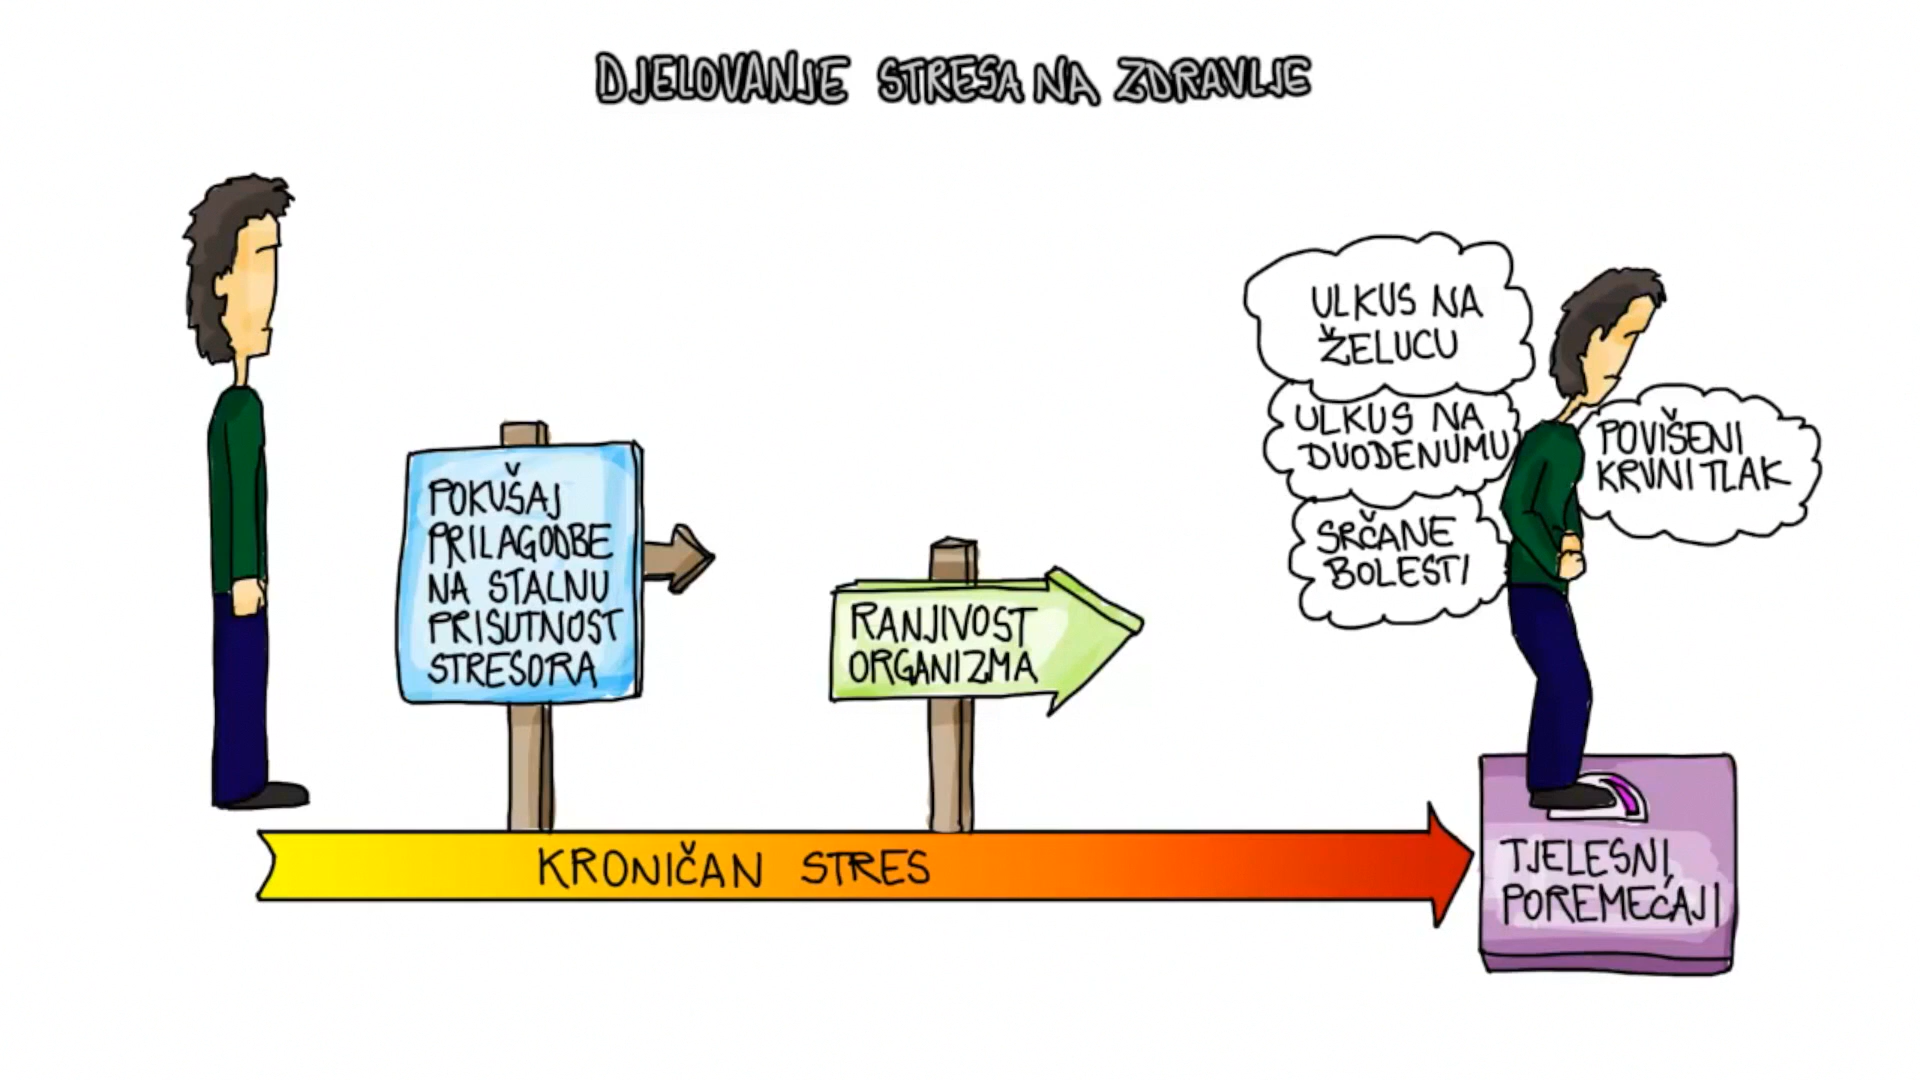 DJELOVANJE STRESA NA ZDRAVLJE
POKUŠAJ
PRILAGODBE
NA STALNU
PRISUTNOST
STRESORA
RANJIVOST
ORGANIZMA
ULKUS NA
ŽELUCU
ULKUS NA
DUODENUMU
SRČANE
BOLESTI
POVIŠENI
KRVNI TLAK
KRONIČAN STRES
TJELESNI
POREMEĆAJI